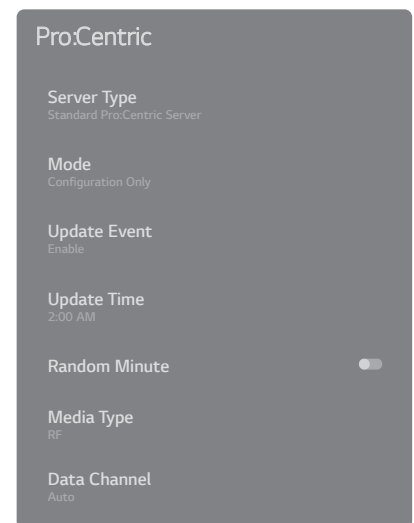 Pro:Centric
Server Type
Standard Pro:Centric Server
Mode
Configuration Only
Update Event
Enable
Update Time
2:00 AM
Random Minute
Media Type
RF
Data Channel
Auto